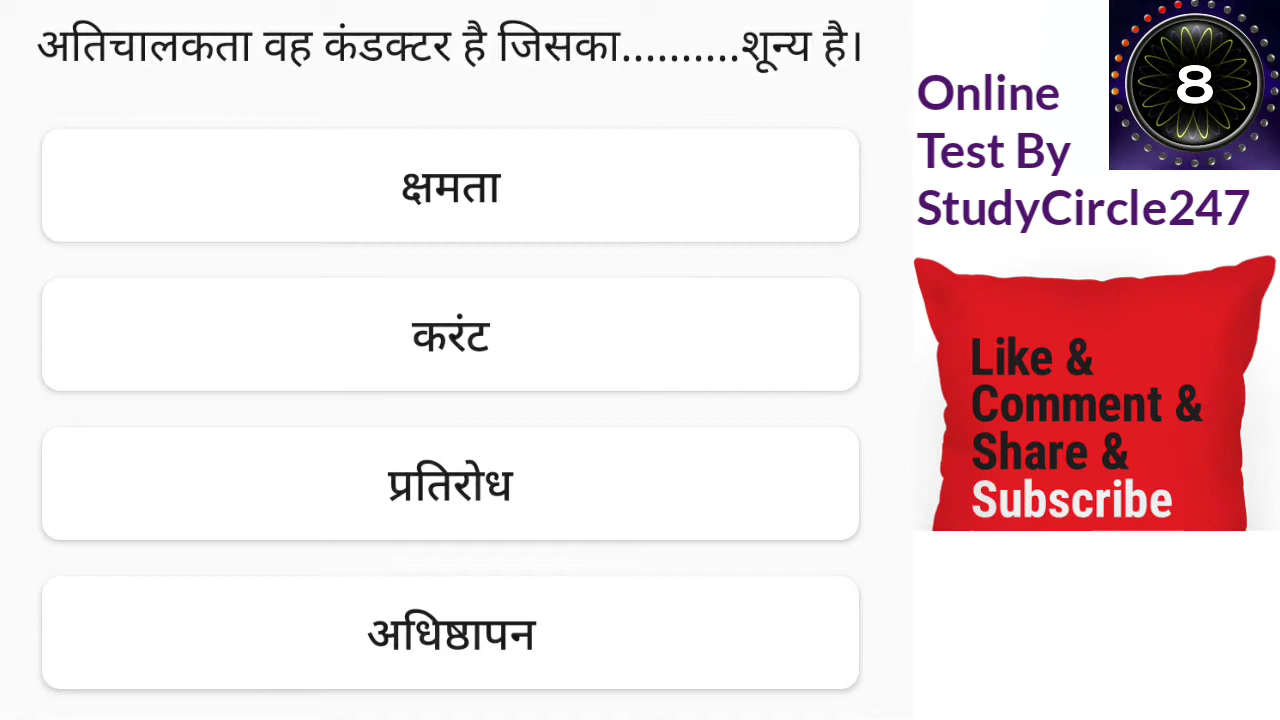 अतिचालकता वह कंडक्टर है जिसका..........शून्य है।
क्षमता
करंट
प्रतिरोध
अधिष्ठापन
Online
Test By
StudyCircle247
8
Like &
Comment &
Share &
Subscribe